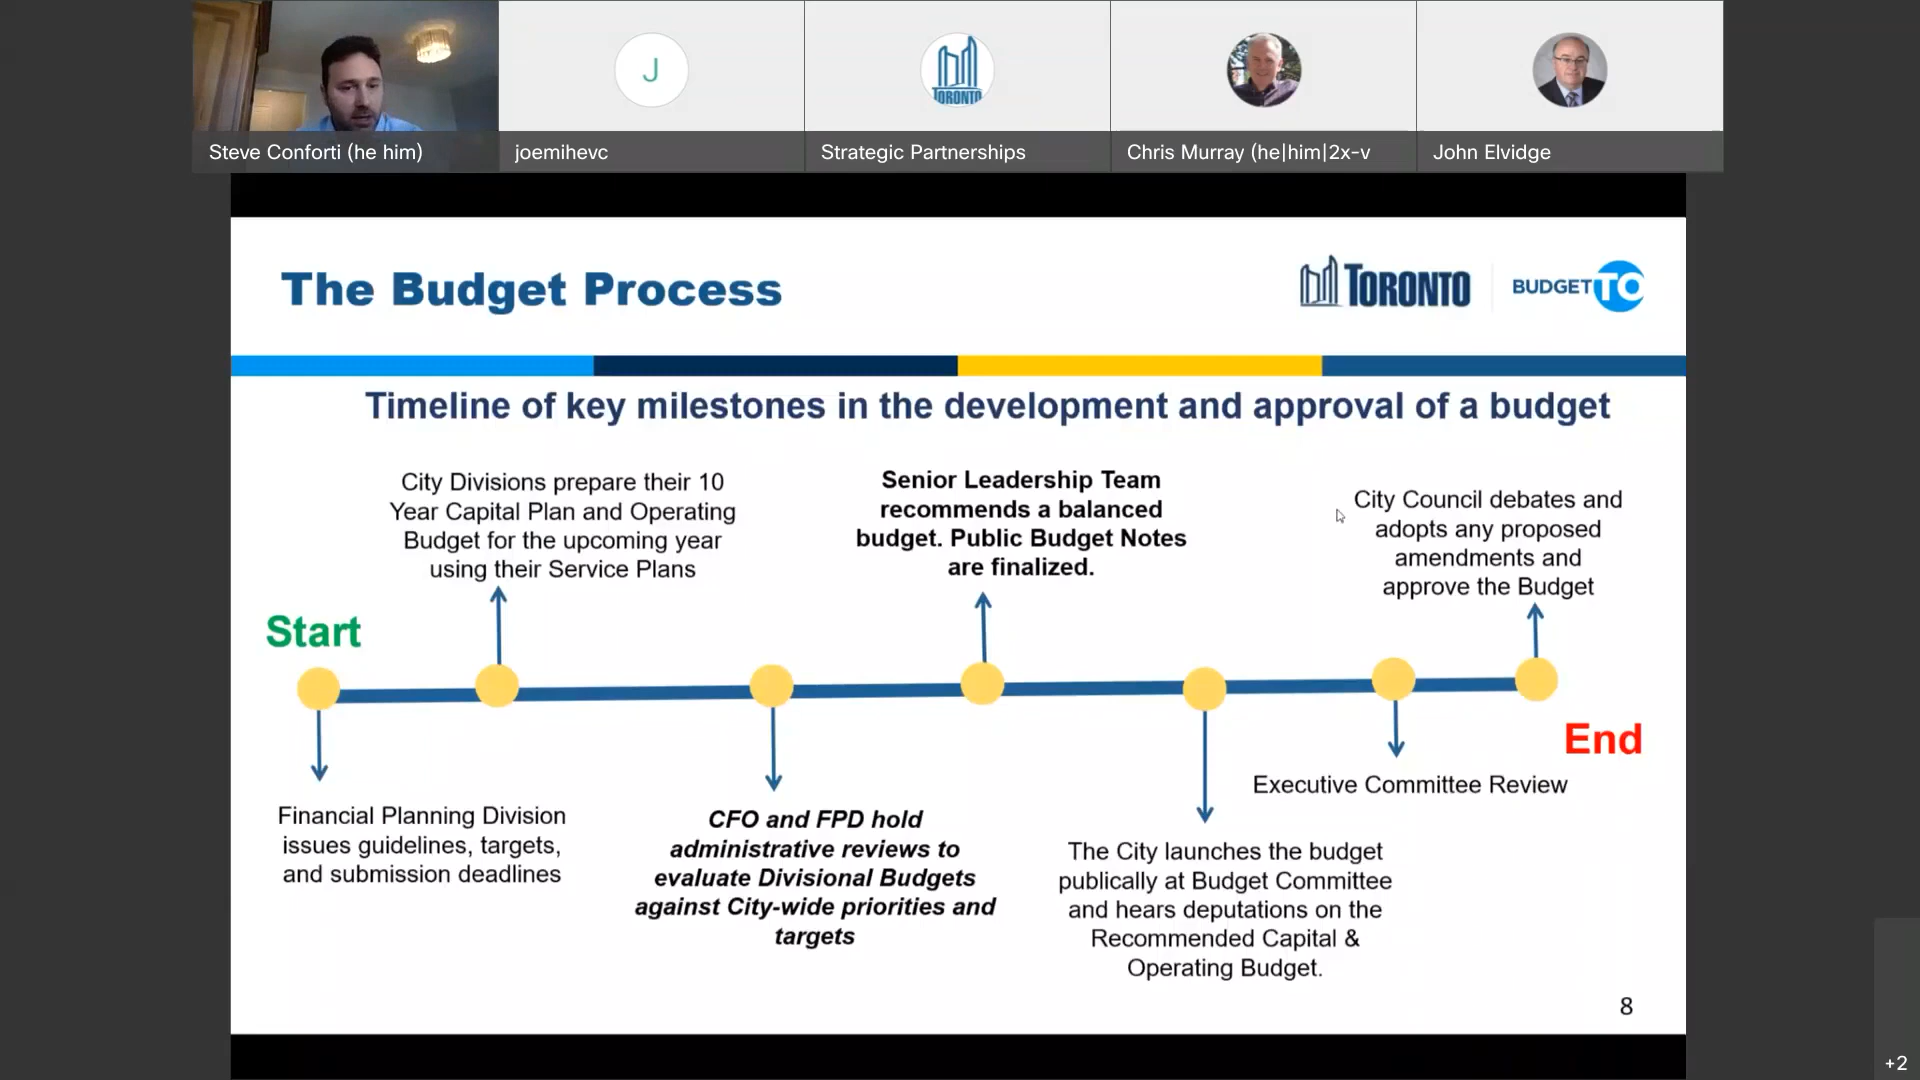 J
TORONTO
Steve Conforti (he him)
joemihevc
Strategic Partnerships
Chris Murray (he|him|2x-v
John Elvidge
The Budget Process
TORONTO
BUDGETTO
Timeline of key milestones in the development and approval of a budget
City Divisions prepare their 10
Year Capital Plan and Operating
Budget for the upcoming year
using their Service Plans
Senior Leadership Team
recommends a balanced
budget. Public Budget Notes
are finalized.
City Council debates and
adopts any proposed
amendments and
approve the Budget
Start
End
Financial Planning Division
issues guidelines, targets,
and submission deadlines
CFO and FPD hold
administrative reviews to
evaluate Divisional Budgets
against City-wide priorities and
targets
The City launches the budget
publically at Budget Committee
and hears deputations on the
Recommended Capital &
Operating Budget.
Executive Committee Review
8
+2